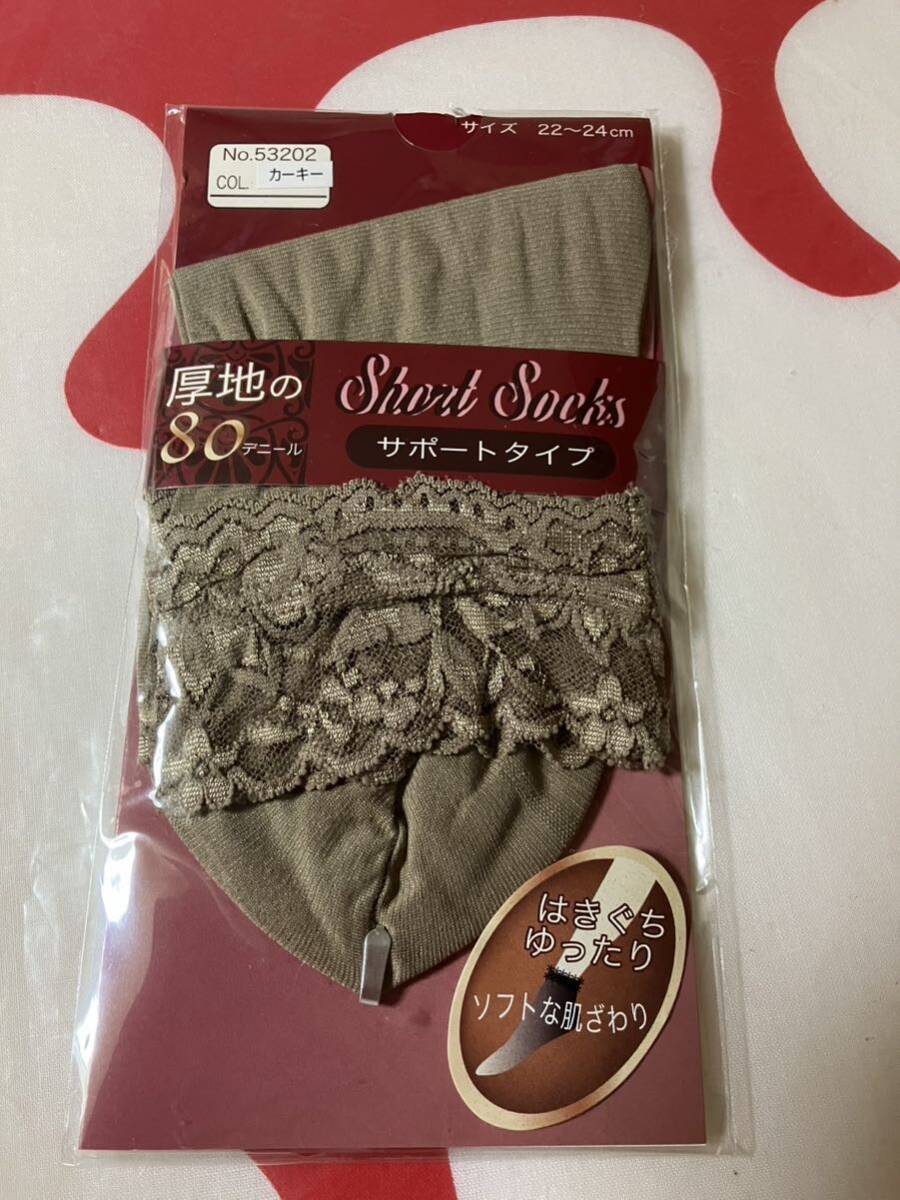 サイズ 22～24cm
No.53202
COL. カーキー
厚地の
80デニール
Short Socks
サポートタイプ
はきぐち
ゆったり
ソフトな肌ざわり